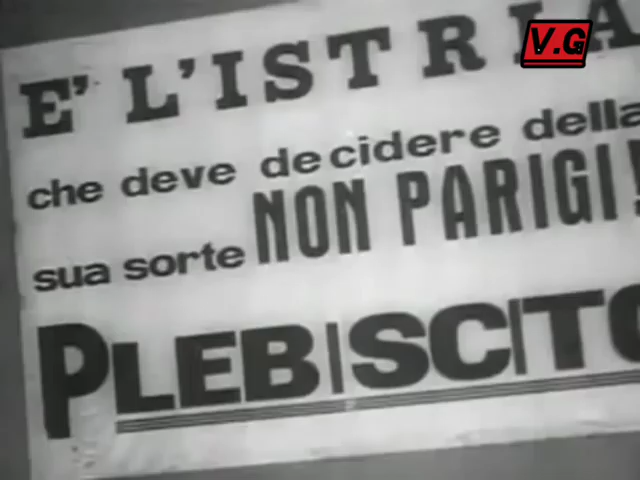 V.G
E' L'ISTRIA
che deve decidere della
sua sorte NON PARIGI!
PLEBISCITO